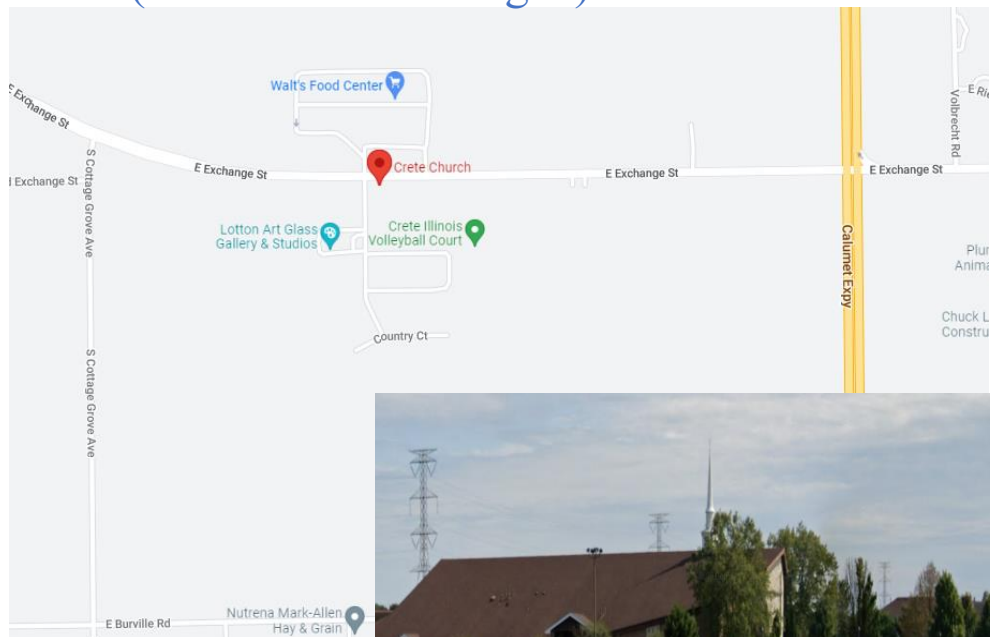 Walt's Food Center
E Exchange St
Crete Church
E Exchange St
E Exchange St
E Exchange St
Exchange St
Volbrecht Rd
S Cottage Grove Ave
Lotton Art Glass
Gallery & Studios
Crete Illinois
Volleyball Court
Calumet Expy
Country Ct
S Cottage Grove Ave
Nutrena Mark-Allen
Hay & Grain
E Burville Rd